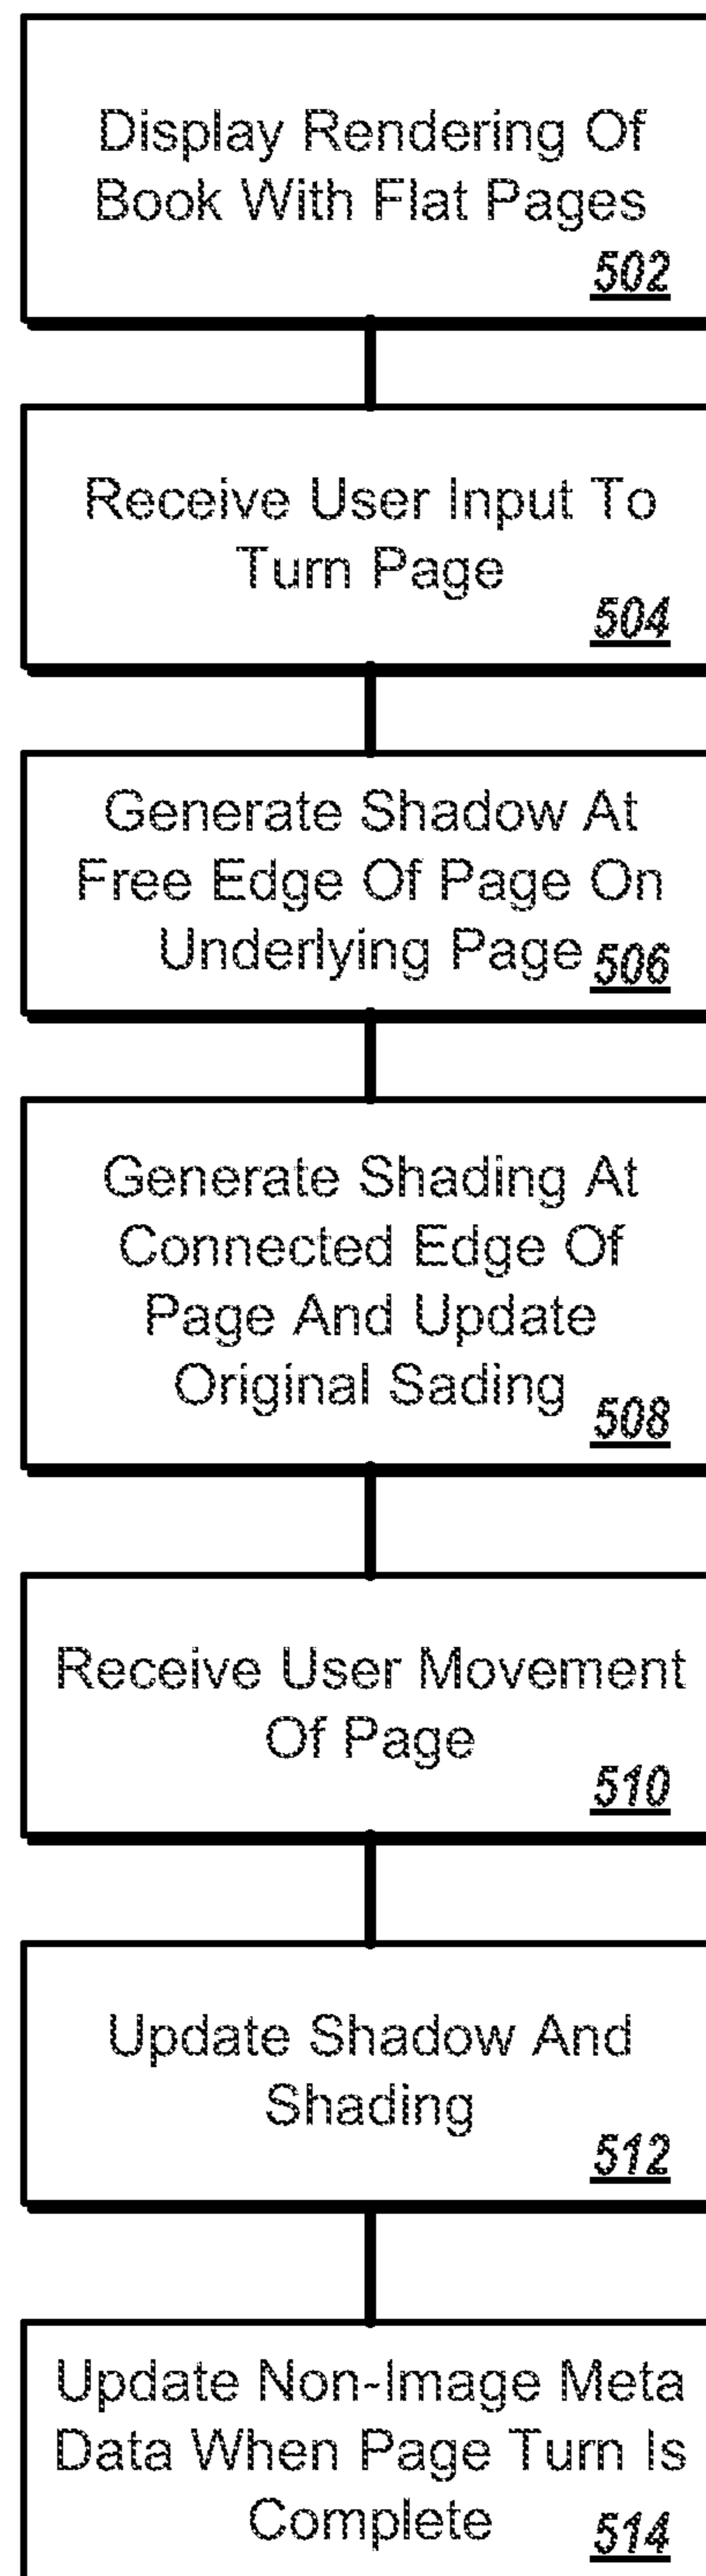 Display Rendering Of
Book With Flat Pages
502
Receive User Input To
Turn Page
504
Generate Shadow At
Free Edge Of Page On
Underlying Page 506
Generate Shading At
Connected Edge Of
Page And Update
Original Sading 508
Receive User Movement
Of Page
510
Update Shadow And
Shading
512
Update Non-Image Meta
Data When Page Turn Is
Complete 514